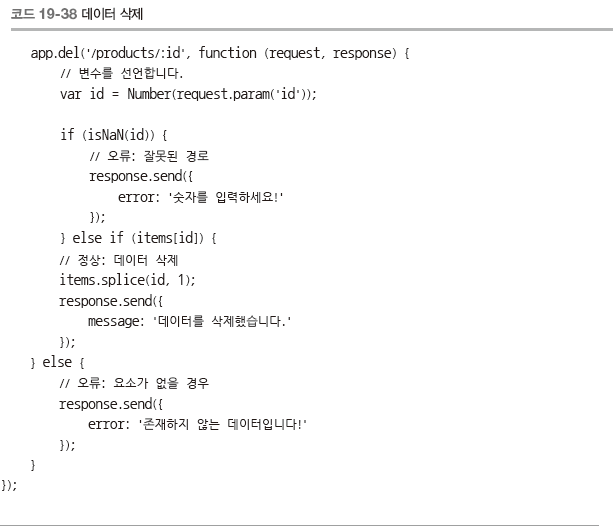 코드 19-38 데이터 삭제
app.del('/products/:id', function (request, response) {
// 변수를 선언합니다.
var id = Number(request.param('id'));
if (isNaN(id)) {
// 오류: 잘못된 경로
response.send({
error: '숫자를 입력하세요!'
});
} else if (items[id]) {
// 정상: 데이터 삭제
items.splice(id, 1);
response.send({
message: '데이터를 삭제했습니다.'
});
} else {
// 오류: 요소가 없을 경우
response.send({
error: '존재하지 않는 데이터입니다!'
});
}
});